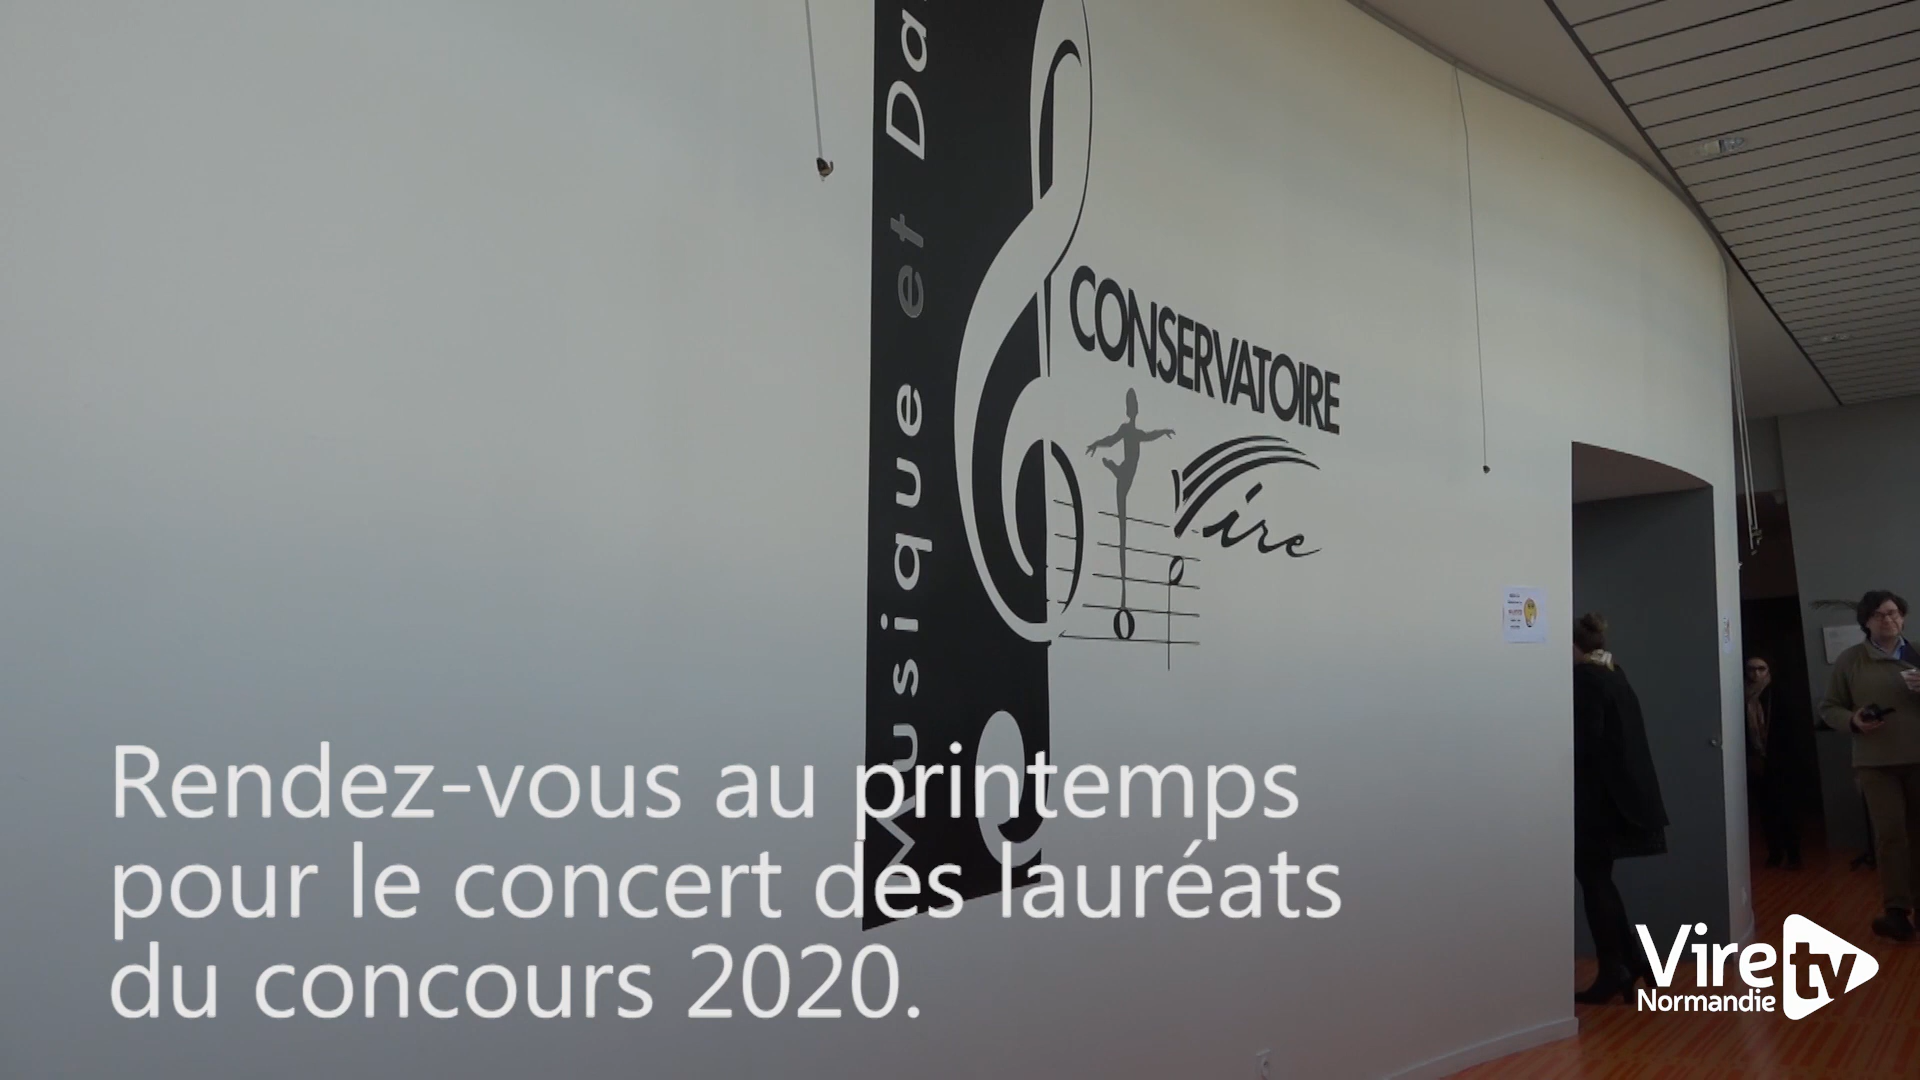 Musique et Da
CONSERVATOIRE
Vire
Rendez-vous au printemps
pour le concert des lauréats
du concours 2020.
Vire tv
Normandie